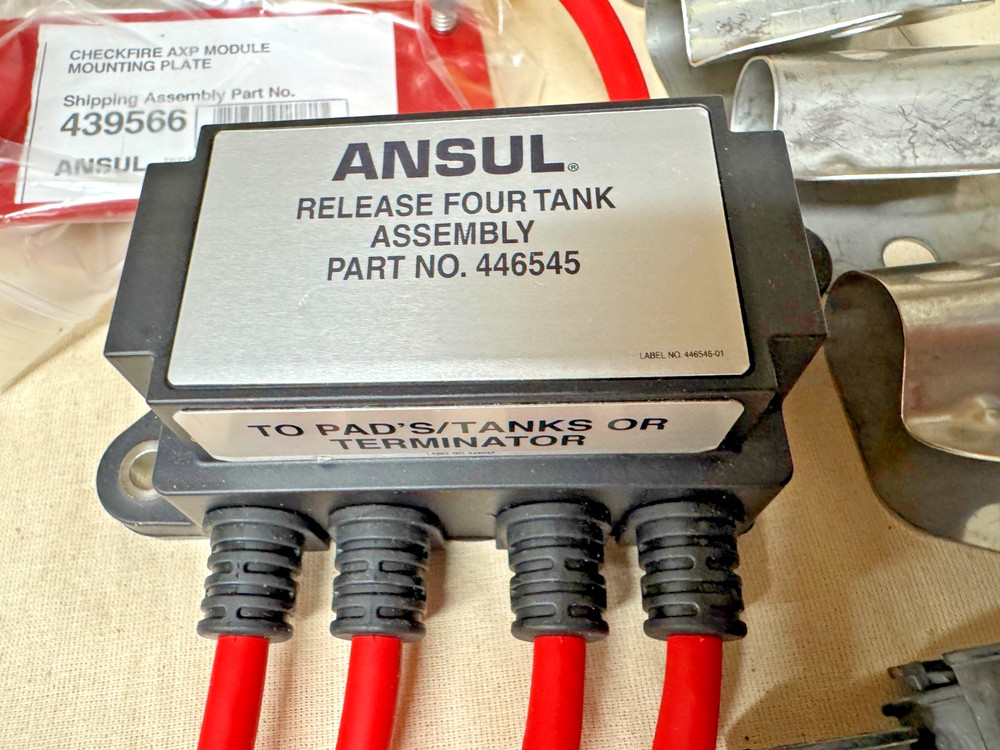 CHECKFIRE AXP MODULE
MOUNTING PLATE
Shipping Assembly Part No.
439566
ANSUL
ANSUL®
RELEASE FOUR TANK
ASSEMBLY
PART NO. 446545
LABEL NO. 446546-01
TO PAD'S/TANKS OR
TERMINATOR